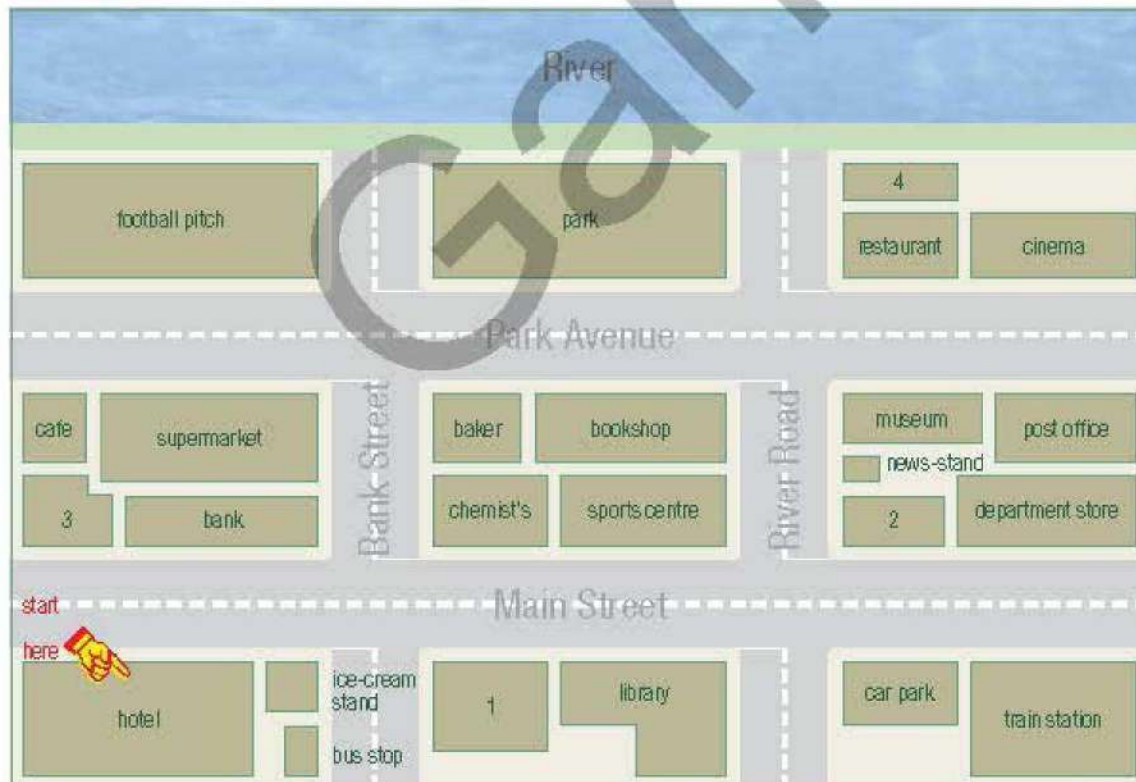 River
football pitch
park
4
restaurant
cinema
Park Avenue
cafe
supermarket
Bank Street
baker
bookshop
River Road
museum
post office
news-stand
3
bank
chemist's
sports centre
2
department store
start
Main Street
here
hotel
ice-cream
stand
bus stop
1
library
car park
train station